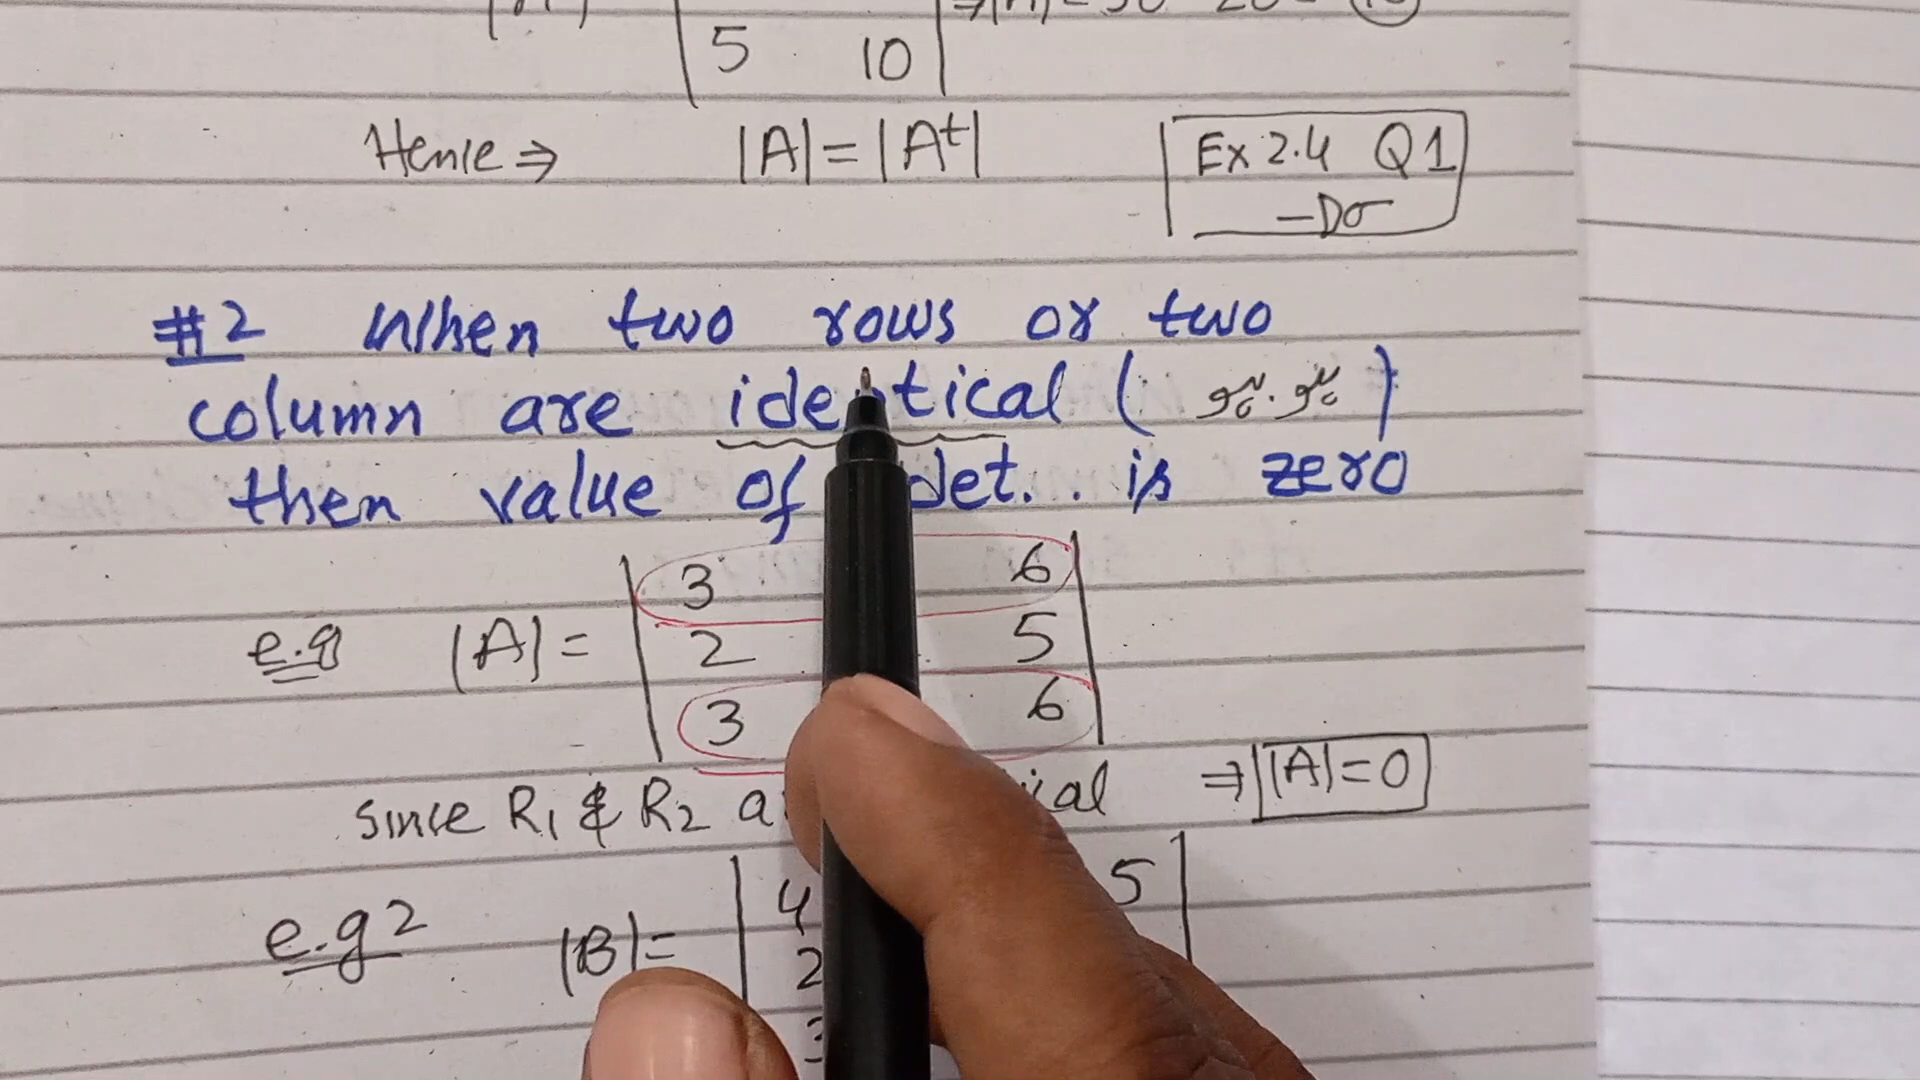 5 10
Hence ⇒ |A| = |Aᵗ|
Ex 2.4 Q1
– Do
#2 When two rows or two
column are identical ( ہو بہو )
then value of det. . is zero
3 6
e.g |A| = 2 5
3 6
since R₁ & R₂ ⇒ |A| = 0
e.g 2 |B| = 4 5
2